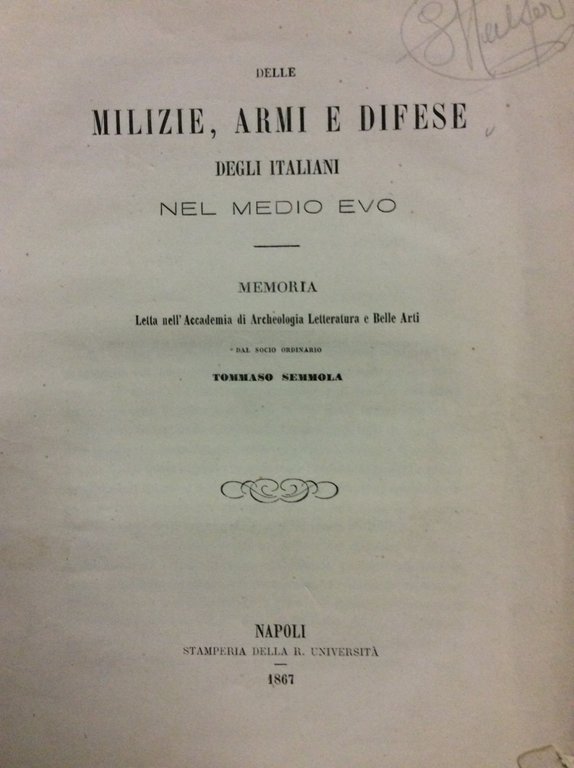 DELLE
MILIZIE, ARMI E DIFESE
DEGLI ITALIANI
NEL MEDIO EVO
MEMORIA
Letta nell'Accademia di Archeologia Letteratura e Belle Arti
DAL SOCIO ORDINARIO
TOMMASO SEMMOLA
NAPOLI
STAMPERIA DELLA R. UNIVERSITÀ
1867